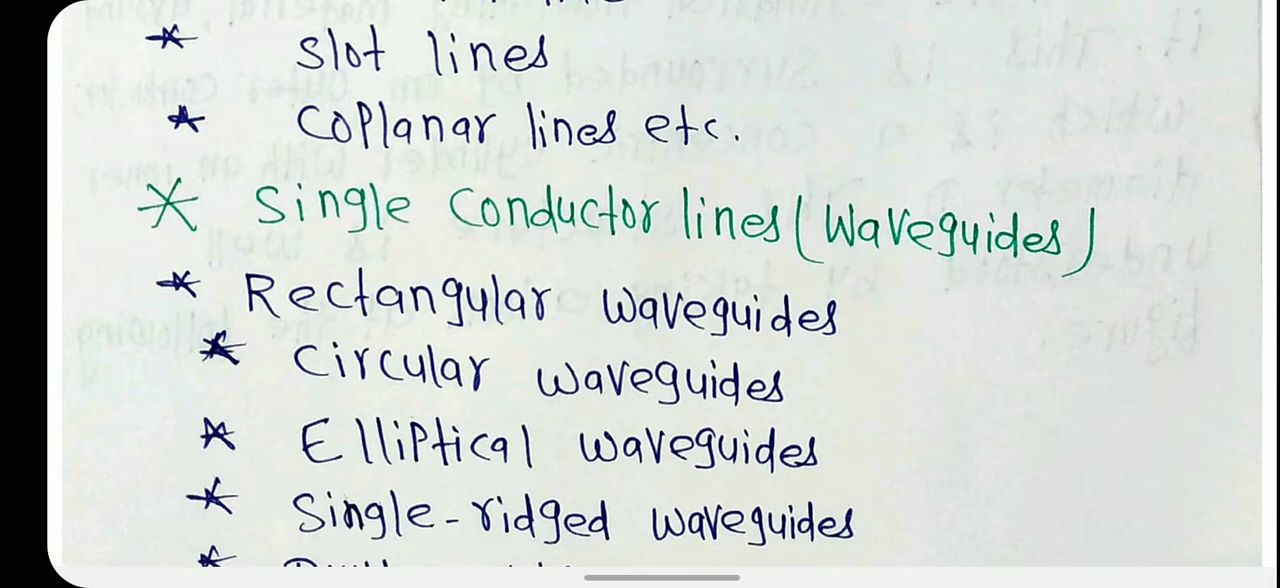 * Slot lines
* Coplanar lines etc.
* Single Conductor lines (Waveguides)
* Rectangular waveguides
* Circular waveguides
* Elliptical waveguides
* Single-ridged waveguides